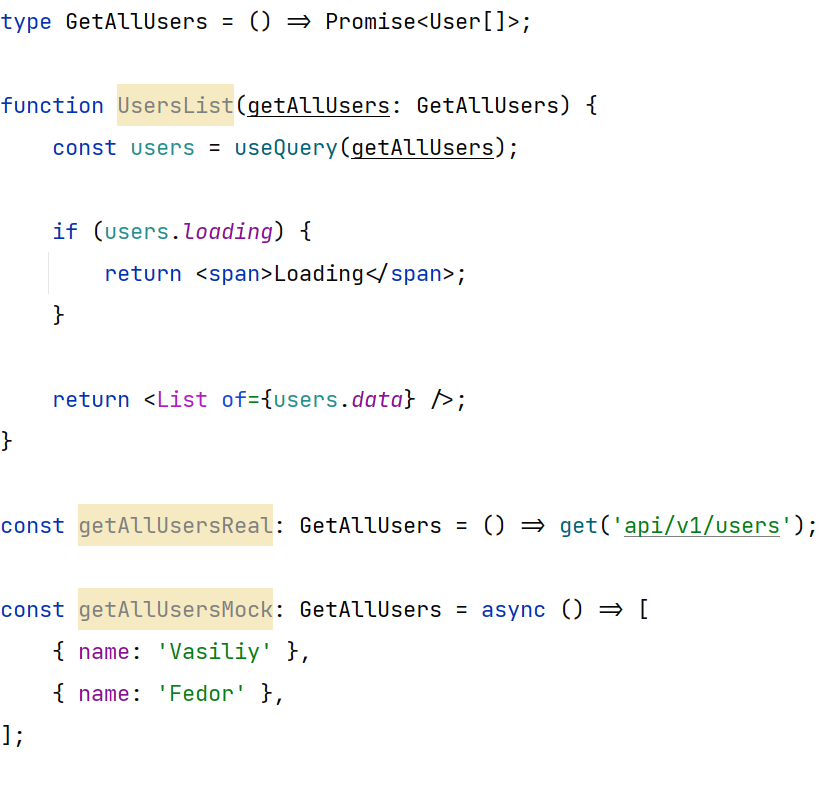 type GetAllUsers = () => Promise<User[]>;
function UsersList(getAllUsers: GetAllUsers) {
    const users = useQuery(getAllUsers);
    if (users.loading) {
        return <span>Loading</span>;
    }
    return <List of={users.data} />;
}
const getAllUsersReal: GetAllUsers = () => get('api/v1/users');
const getAllUsersMock: GetAllUsers = async () => [
    { name: 'Vasiliy' },
    { name: 'Fedor' },
];